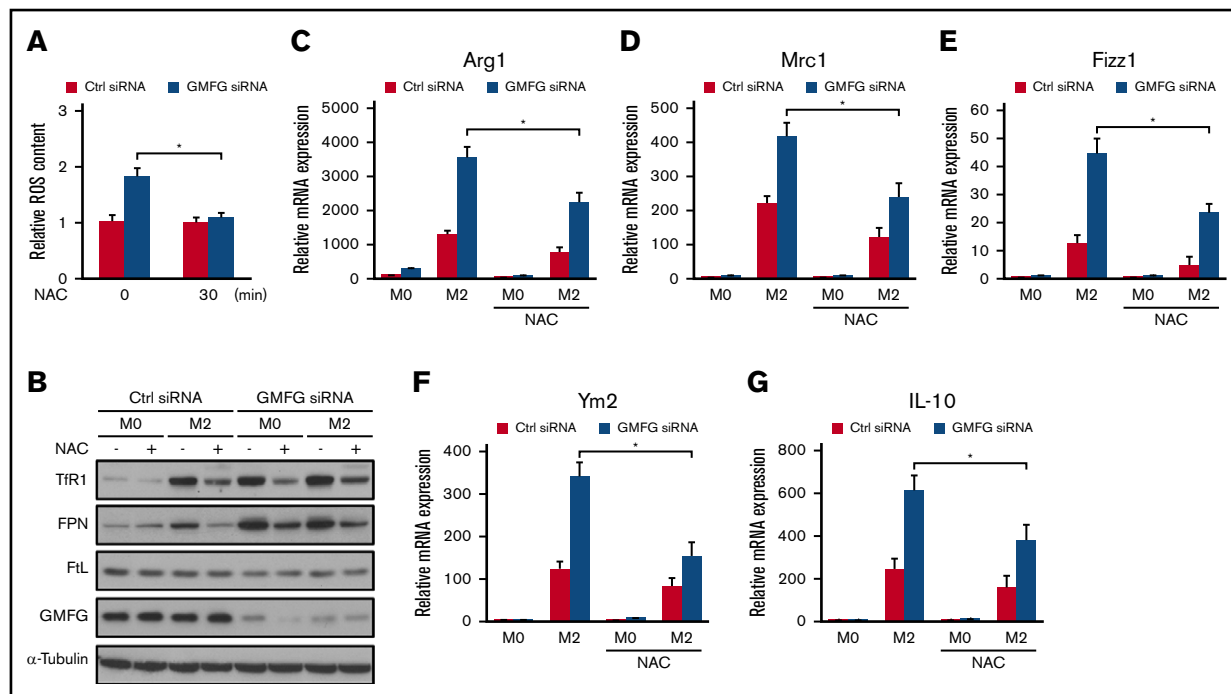 A
Ctrl siRNA GMFG siRNA
Relative ROS content
3
2
1
0
*
NAC 0 30 (min)
C
Arg1
Ctrl siRNA GMFG siRNA
Relative mRNA expression
5000
4000
3000
2000
1000
0
*
M0 M2 M0 M2
NAC
D
Mrc1
Ctrl siRNA GMFG siRNA
Relative mRNA expression
500
400
300
200
100
0
*
M0 M2 M0 M2
NAC
E
Fizz1
Ctrl siRNA GMFG siRNA
Relative mRNA expression
60
50
40
30
20
10
0
*
M0 M2 M0 M2
NAC
B
Ctrl siRNA GMFG siRNA
M0 M2 M0 M2
NAC - + - + - + - +
TfR1
FPN
FtL
GMFG
α-Tubulin
F
Ym2
Ctrl siRNA GMFG siRNA
Relative mRNA expression
400
300
200
100
0
*
M0 M2 M0 M2
NAC
G
IL-10
Ctrl siRNA GMFG siRNA
Relative mRNA expression
800
600
400
200
0
*
M0 M2 M0 M2
NAC